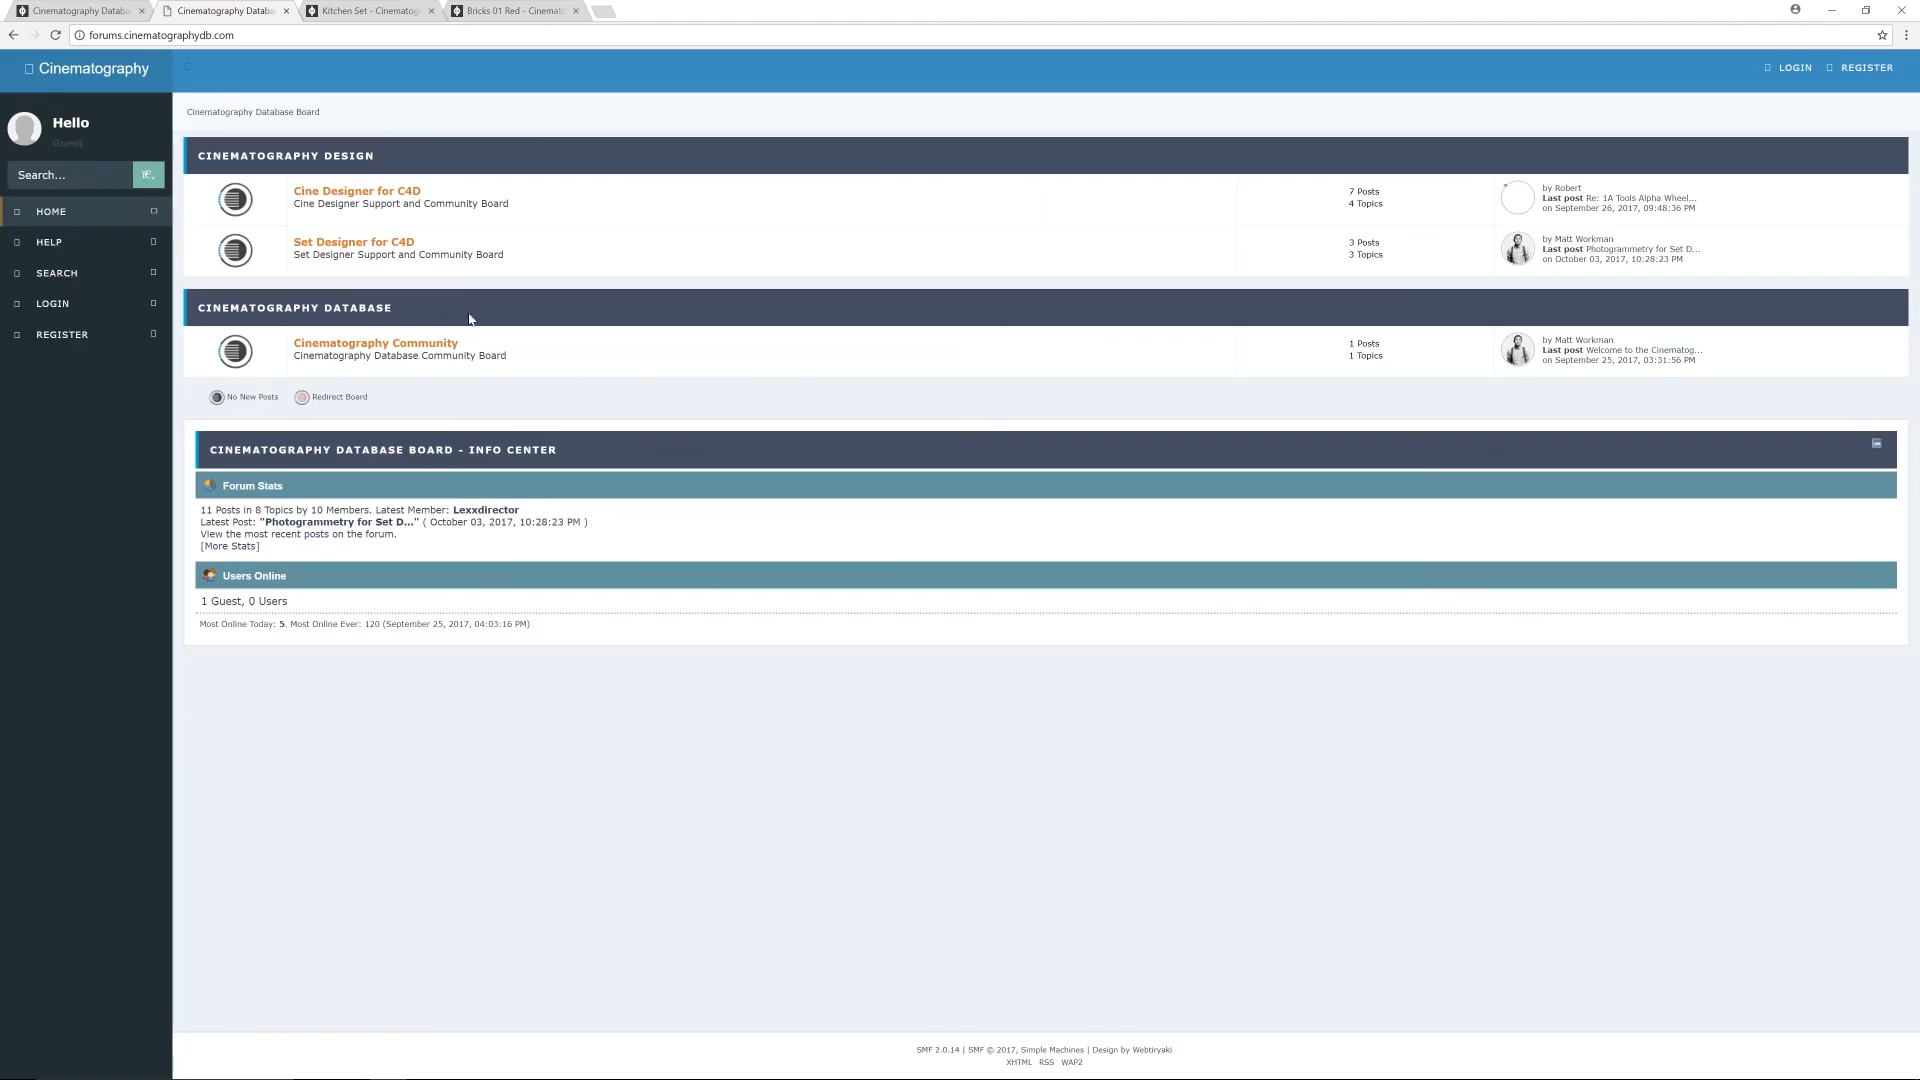 Cinematography Databa
Cinematography Databa
Kitchen Set - Cinematog
Bricks 01 Red - Cinemat
forums.cinematographydb.com
Cinematography
LOGIN
REGISTER
Hello
Guest
Search...
HOME
HELP
SEARCH
LOGIN
REGISTER
Cinematography Database Board
CINEMATOGRAPHY DESIGN
Cine Designer for C4D
Cine Designer Support and Community Board
7 Posts
4 Topics
by Robert
Last post Re: 1A Tools Alpha Wheel...
on September 26, 2017, 09:48:36 PM
Set Designer for C4D
Set Designer Support and Community Board
3 Posts
3 Topics
by Matt Workman
Last post Photogrammetry for Set D...
on October 03, 2017, 10:28:23 PM
CINEMATOGRAPHY DATABASE
Cinematography Community
Cinematography Database Community Board
1 Posts
1 Topics
by Matt Workman
Last post Welcome to the Cinematog...
on September 25, 2017, 03:31:56 PM
No New Posts
Redirect Board
CINEMATOGRAPHY DATABASE BOARD - INFO CENTER
Forum Stats
11 Posts in 8 Topics by 10 Members. Latest Member: Lexxdirector
Latest Post: "Photogrammetry for Set D..." ( October 03, 2017, 10:28:23 PM )
View the most recent posts on the forum.
[More Stats]
Users Online
1 Guest, 0 Users
Most Online Today: 5. Most Online Ever: 120 (September 25, 2017, 04:03:16 PM)
SMF 2.0.14 | SMF © 2017, Simple Machines | Design by Webtiryaki
XHTML RSS WAP2